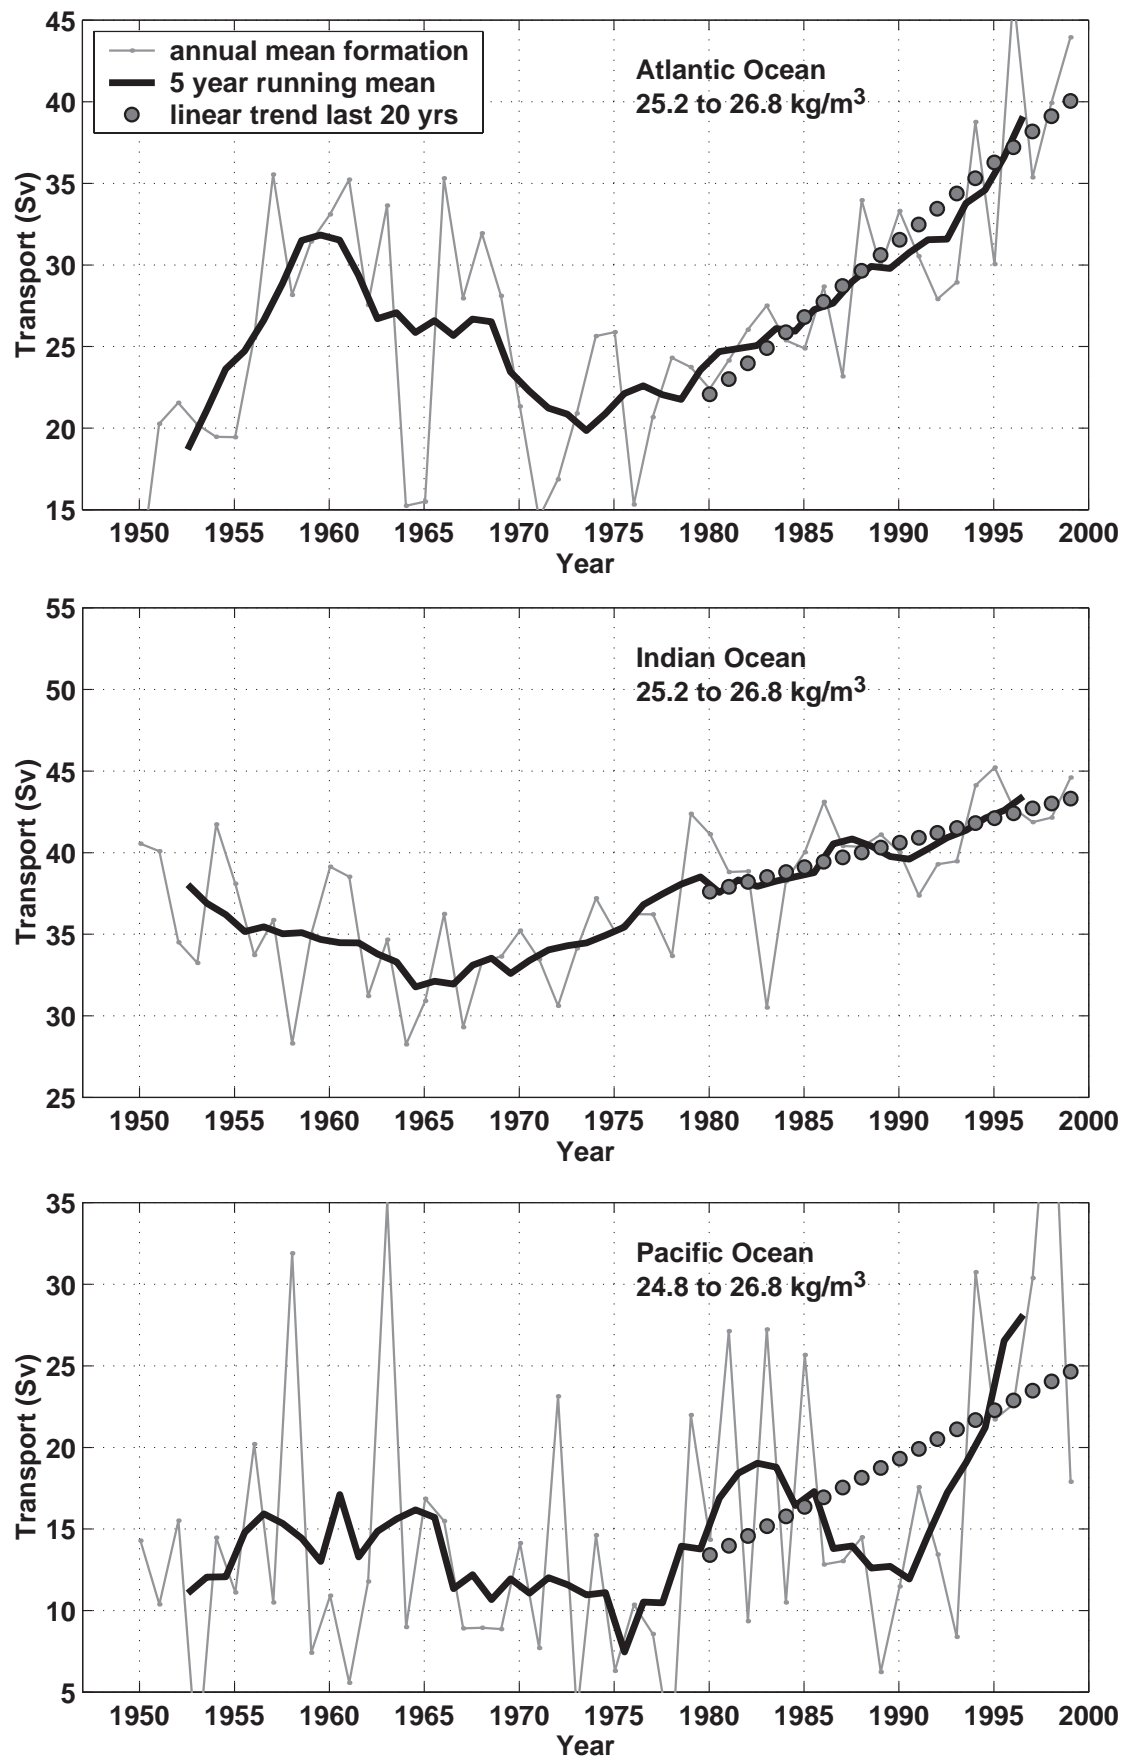 45
40
35
30
25
20
15
Transport (Sv)
annual mean formation
5 year running mean
linear trend last 20 yrs
Atlantic Ocean
25.2 to 26.8 kg/m3
1950 1955 1960 1965 1970 1975 1980 1985 1990 1995 2000
Year
55
50
45
40
35
30
25
Transport (Sv)
Indian Ocean
25.2 to 26.8 kg/m3
1950 1955 1960 1965 1970 1975 1980 1985 1990 1995 2000
Year
35
30
25
20
15
10
5
Transport (Sv)
Pacific Ocean
24.8 to 26.8 kg/m3
1950 1955 1960 1965 1970 1975 1980 1985 1990 1995 2000
Year